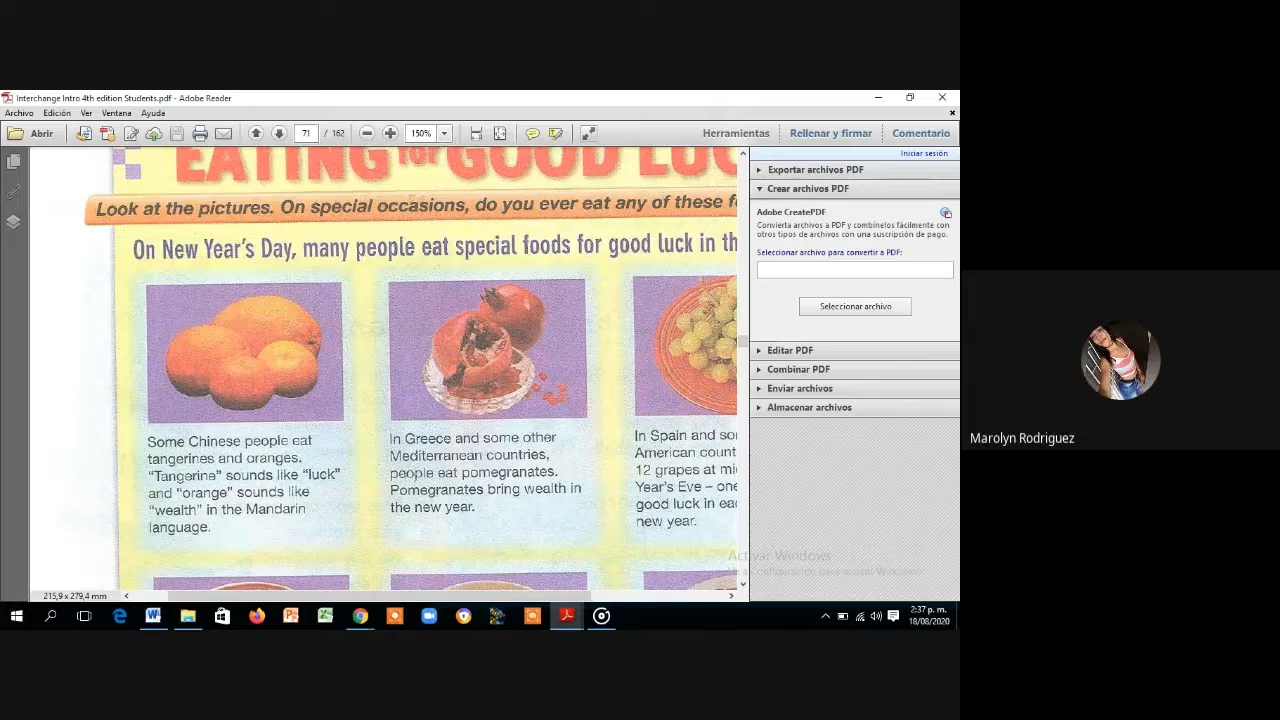 Interchange Intro 4th edition Students.pdf - Adobe Reader
Archivo Edición Ver Ventana Ayuda
Abrir
71 / 162
150%
Herramientas
Rellenar y firmar
Comentario
Iniciar sesión
EATING for GOOD LUC
Look at the pictures. On special occasions, do you ever eat any of these f
On New Year's Day, many people eat special foods for good luck in th
Some Chinese people eat
tangerines and oranges.
"Tangerine" sounds like "luck"
and "orange" sounds like
"wealth" in the Mandarin
language.
In Greece and some other
Mediterranean countries,
people eat pomegranates.
Pomegranates bring wealth in
the new year.
In Spain and so
American count
12 grapes at mi
Year's Eve – one
good luck in ea
new year.
Exportar archivos PDF
Crear archivos PDF
Adobe CreatePDF
Convierta archivos a PDF y combínelos fácilmente con
otros tipos de archivos con una suscripción de pago.
Seleccionar archivo para convertir a PDF:
Seleccionar archivo
Editar PDF
Combinar PDF
Enviar archivos
Almacenar archivos
Activar Windows
215,9 x 279,4 mm
2:37 p. m.
18/08/2020
Marolyn Rodriguez